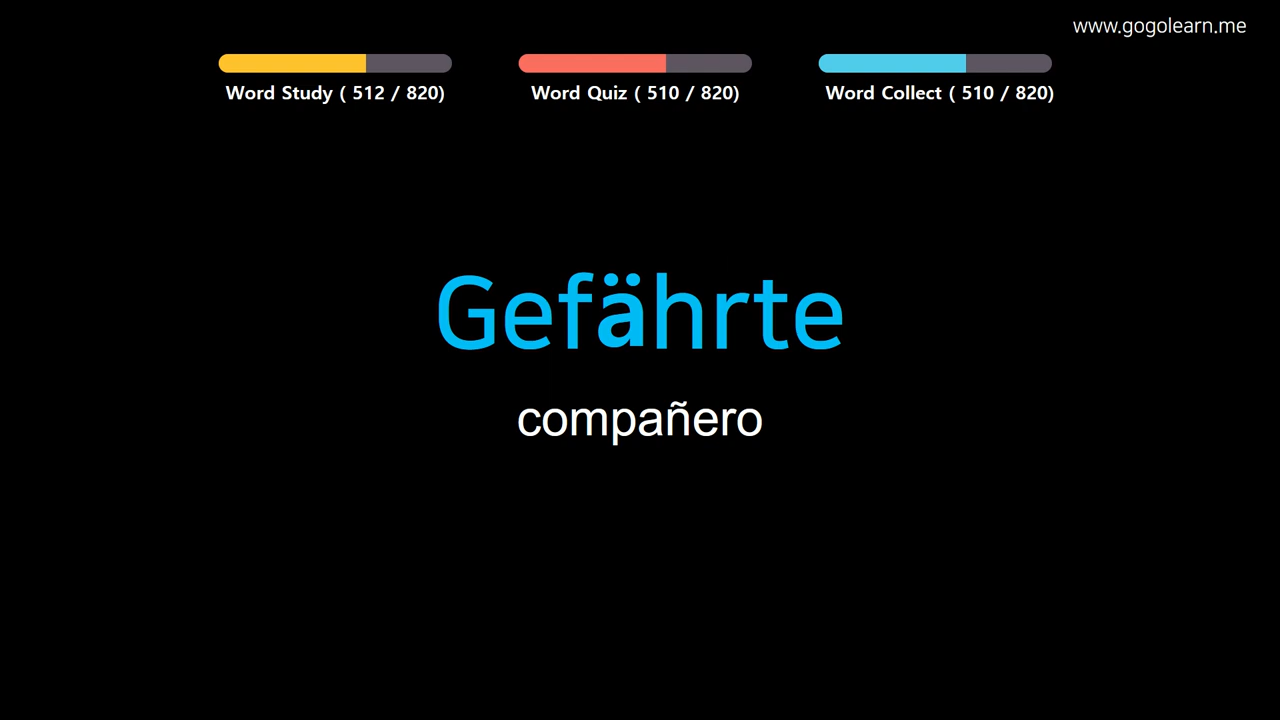 www.gogolearn.me
Word Study ( 512 / 820)
Word Quiz ( 510 / 820)
Word Collect ( 510 / 820)
Gefährte
compañero